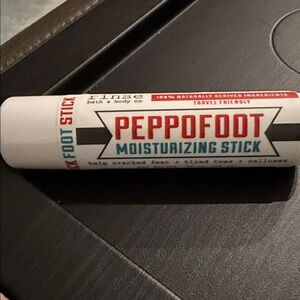 rinse
bath & body co.
100% NATURALLY DERIVED INGREDIENTS
TRAVEL FRIENDLY
PEPPOFOOT
MOISTURIZING STICK
help cracked feet + tired toes + calluses
CK FOOT STICK